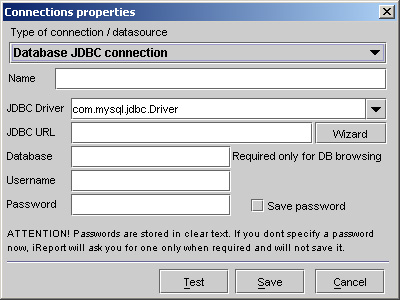 Connections properties
Type of connection / datasource
Database JDBC connection
Name
JDBC Driver com.mysql.jdbc.Driver
JDBC URL Wizard
Database Required only for DB browsing
Username
Password Save password
ATTENTION! Passwords are stored in clear text. If you dont specify a password
now, iReport will ask you for one only when required and will not save it.
Test Save Cancel